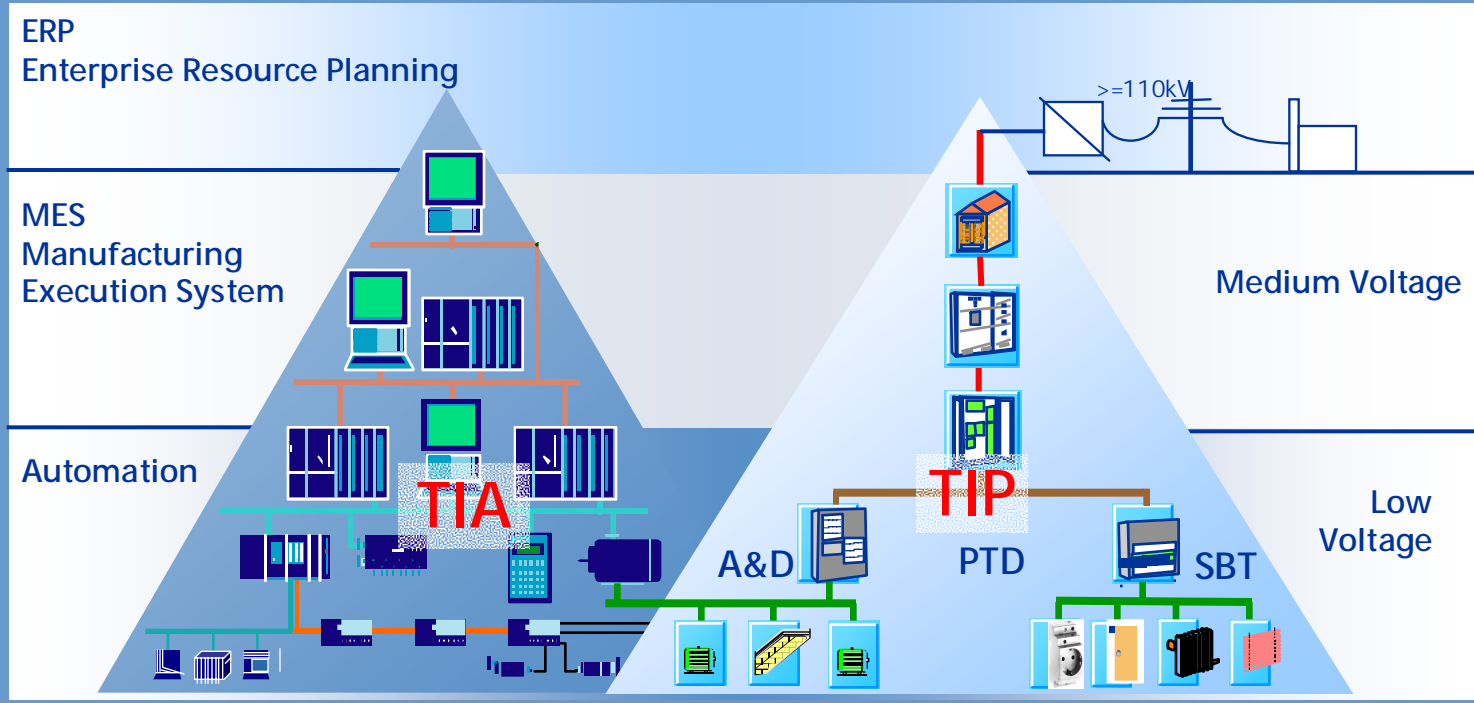 ERP
Enterprise Resource Planning
>=110kV
MES
Manufacturing
Execution System
Medium Voltage
Automation
TIA
TIP
Low
Voltage
A&D
PTD
SBT